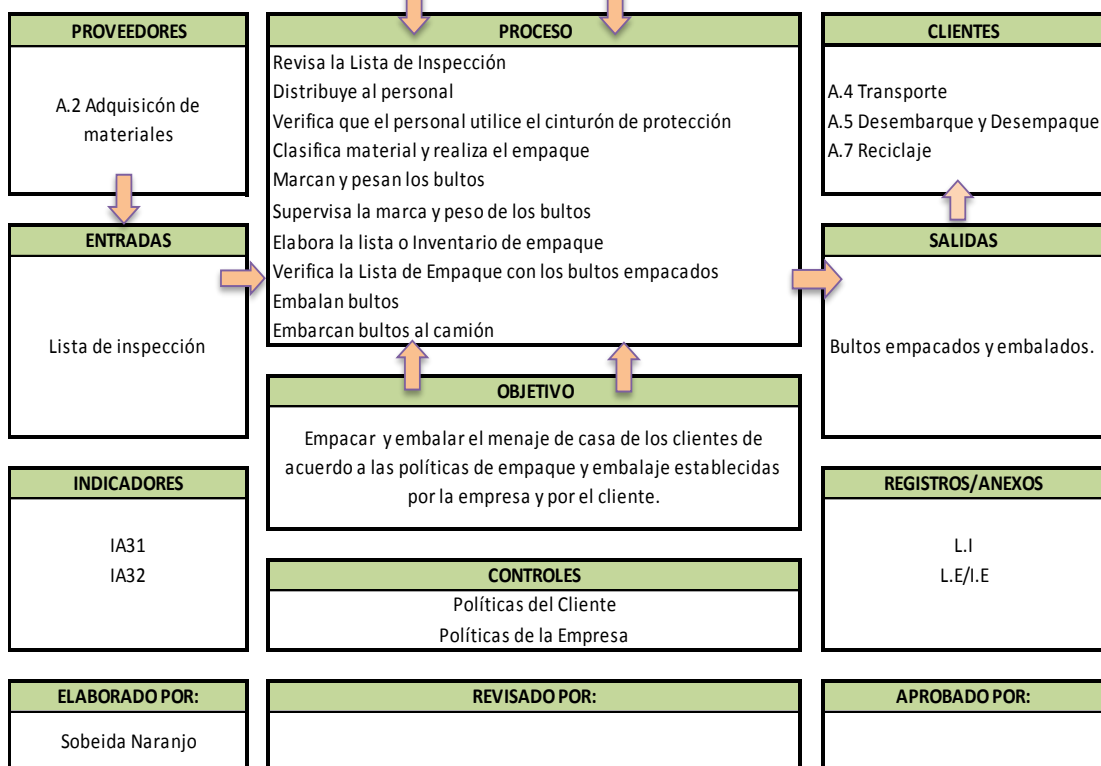 PROVEEDORES
A.2 Adquisicón de
materiales
PROCESO
Revisa la Lista de Inspección
Distribuye al personal
Verifica que el personal utilice el cinturón de protección
Clasifica material y realiza el empaque
Marcan y pesan los bultos
Supervisa la marca y peso de los bultos
Elabora la lista o Inventario de empaque
Verifica la Lista de Empaque con los bultos empacados
Embalan bultos
Embarcan bultos al camión
CLIENTES
A.4 Transporte
A.5 Desembarque y Desempaque
A.7 Reciclaje
ENTRADAS
Lista de inspección
SALIDAS
Bultos empacados y embalados.
OBJETIVO
Empacar y embalar el menaje de casa de los clientes de
acuerdo a las políticas de empaque y embalaje establecidas
por la empresa y por el cliente.
INDICADORES
IA31
IA32
REGISTROS/ANEXOS
L.I
L.E/I.E
CONTROLES
Políticas del Cliente
Políticas de la Empresa
ELABORADO POR:
Sobeida Naranjo
REVISADO POR:
APROBADO POR: